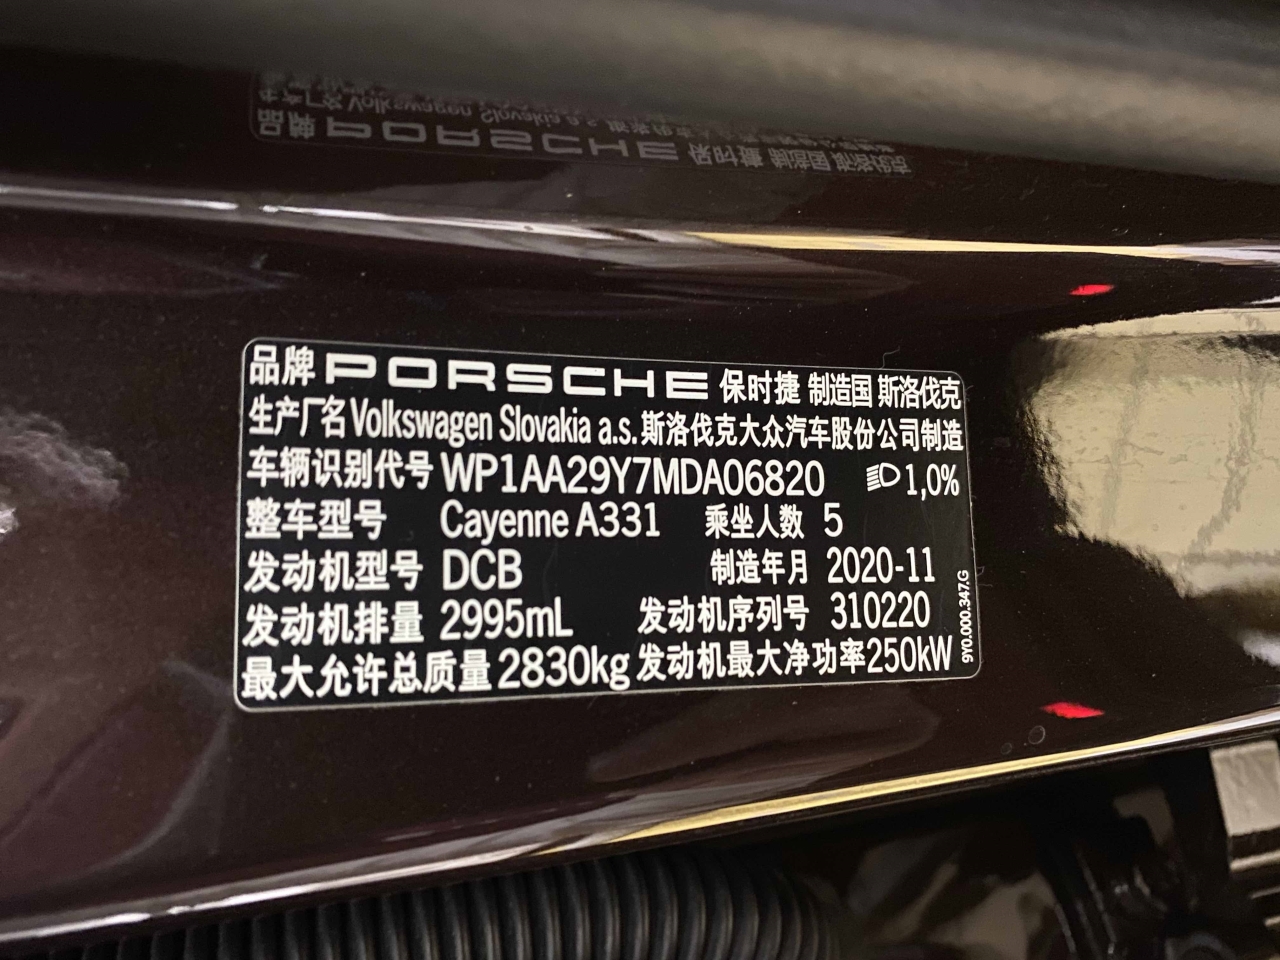 品牌 PORSCHE 保时捷 制造国 斯洛伐克
生产厂名 Volkswagen Slovakia a.s. 斯洛伐克大众汽车股份公司制造
车辆识别代号 WP1AA29Y7MDA06820 1,0%
整车型号 Cayenne A331 乘坐人数 5
发动机型号 DCB 制造年月 2020-11
发动机排量 2995mL 发动机序列号 310220
最大允许总质量 2830kg 发动机最大净功率 250kW
9Y0.000.347.G